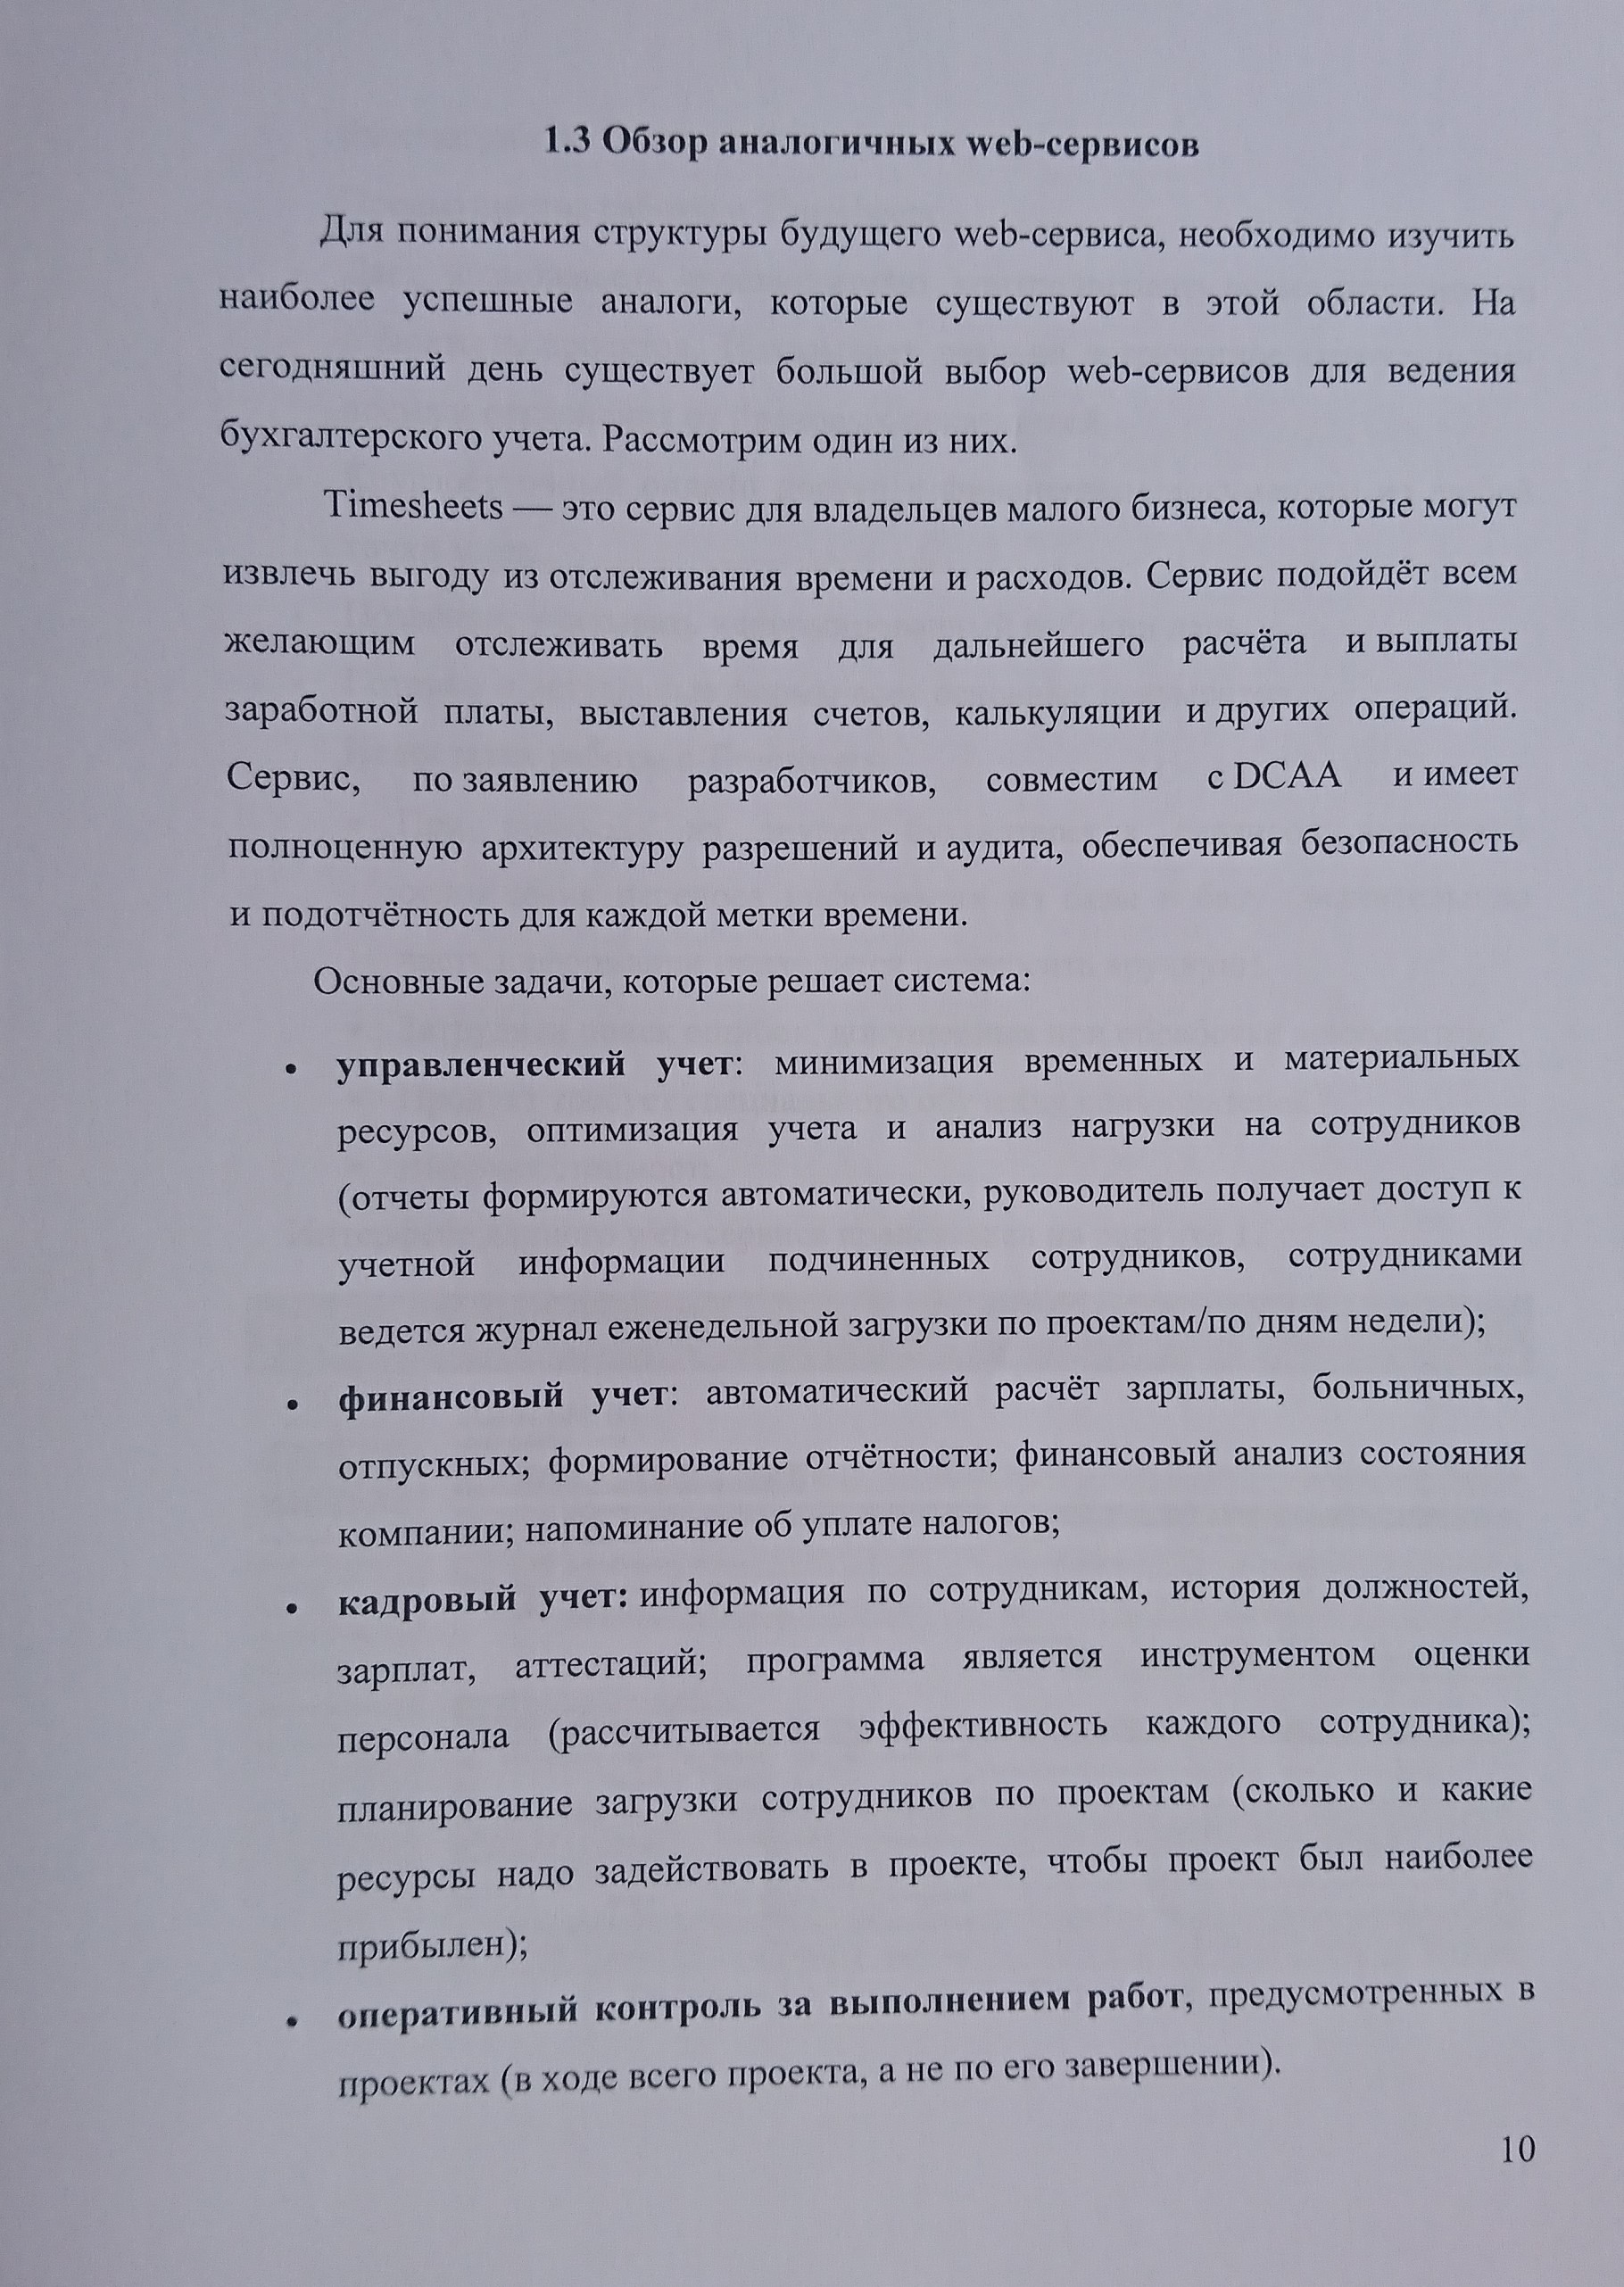 1.3 Обзор аналогичных web-сервисов
Для понимания структуры будущего web-сервиса, необходимо изучить
наиболее успешные аналоги, которые существуют в этой области. На
сегодняшний день существует большой выбор web-сервисов для ведения
бухгалтерского учета. Рассмотрим один из них.
Timesheets — это сервис для владельцев малого бизнеса, которые могут
извлечь выгоду из отслеживания времени и расходов. Сервис подойдёт всем
желающим отслеживать время для дальнейшего расчёта и выплаты
заработной платы, выставления счетов, калькуляции и других операций.
Сервис, по заявлению разработчиков, совместим с DCAA и имеет
полноценную архитектуру разрешений и аудита, обеспечивая безопасность
и подотчётность для каждой метки времени.
Основные задачи, которые решает система:
• управленческий учет: минимизация временных и материальных
ресурсов, оптимизация учета и анализ нагрузки на сотрудников
(отчеты формируются автоматически, руководитель получает доступ к
учетной информации подчиненных сотрудников, сотрудниками
ведется журнал еженедельной загрузки по проектам/по дням недели);
• финансовый учет: автоматический расчёт зарплаты, больничных,
отпускных; формирование отчётности; финансовый анализ состояния
компании; напоминание об уплате налогов;
• кадровый учет: информация по сотрудникам, история должностей,
зарплат, аттестаций; программа является инструментом оценки
персонала (рассчитывается эффективность каждого сотрудника);
планирование загрузки сотрудников по проектам (сколько и какие
ресурсы надо задействовать в проекте, чтобы проект был наиболее
прибылен);
• оперативный контроль за выполнением работ, предусмотренных в
проектах (в ходе всего проекта, а не по его завершении).
10